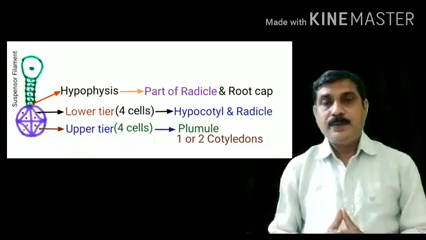 Made with KINEMASTER
Suspensor Filament
Hypophysis Part of Radicle & Root cap
Lower tier (4 cells) Hypocotyl & Radicle
Upper tier (4 cells) Plumule
1 or 2 Cotyledons